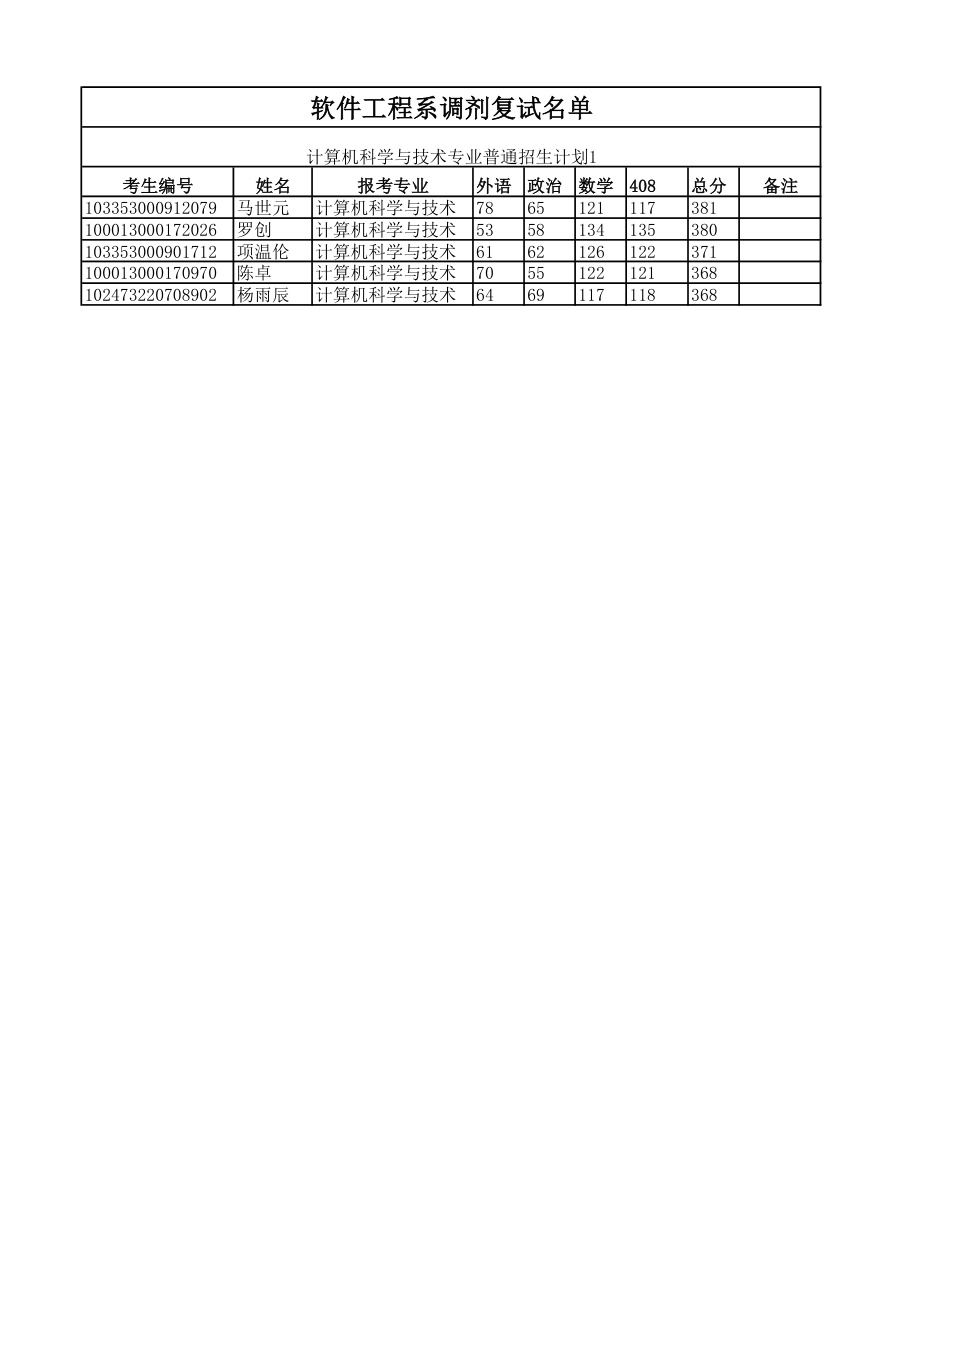 软件工程系调剂复试名单
计算机科学与技术专业普通招生计划1
考生编号 姓名 报考专业 外语 政治 数学 408 总分 备注
103353000912079 马世元 计算机科学与技术 78 65 121 117 381
100013000172026 罗创 计算机科学与技术 53 58 134 135 380
103353000901712 项温伦 计算机科学与技术 61 62 126 122 371
100013000170970 陈卓 计算机科学与技术 70 55 122 121 368
102473220708902 杨雨辰 计算机科学与技术 64 69 117 118 368